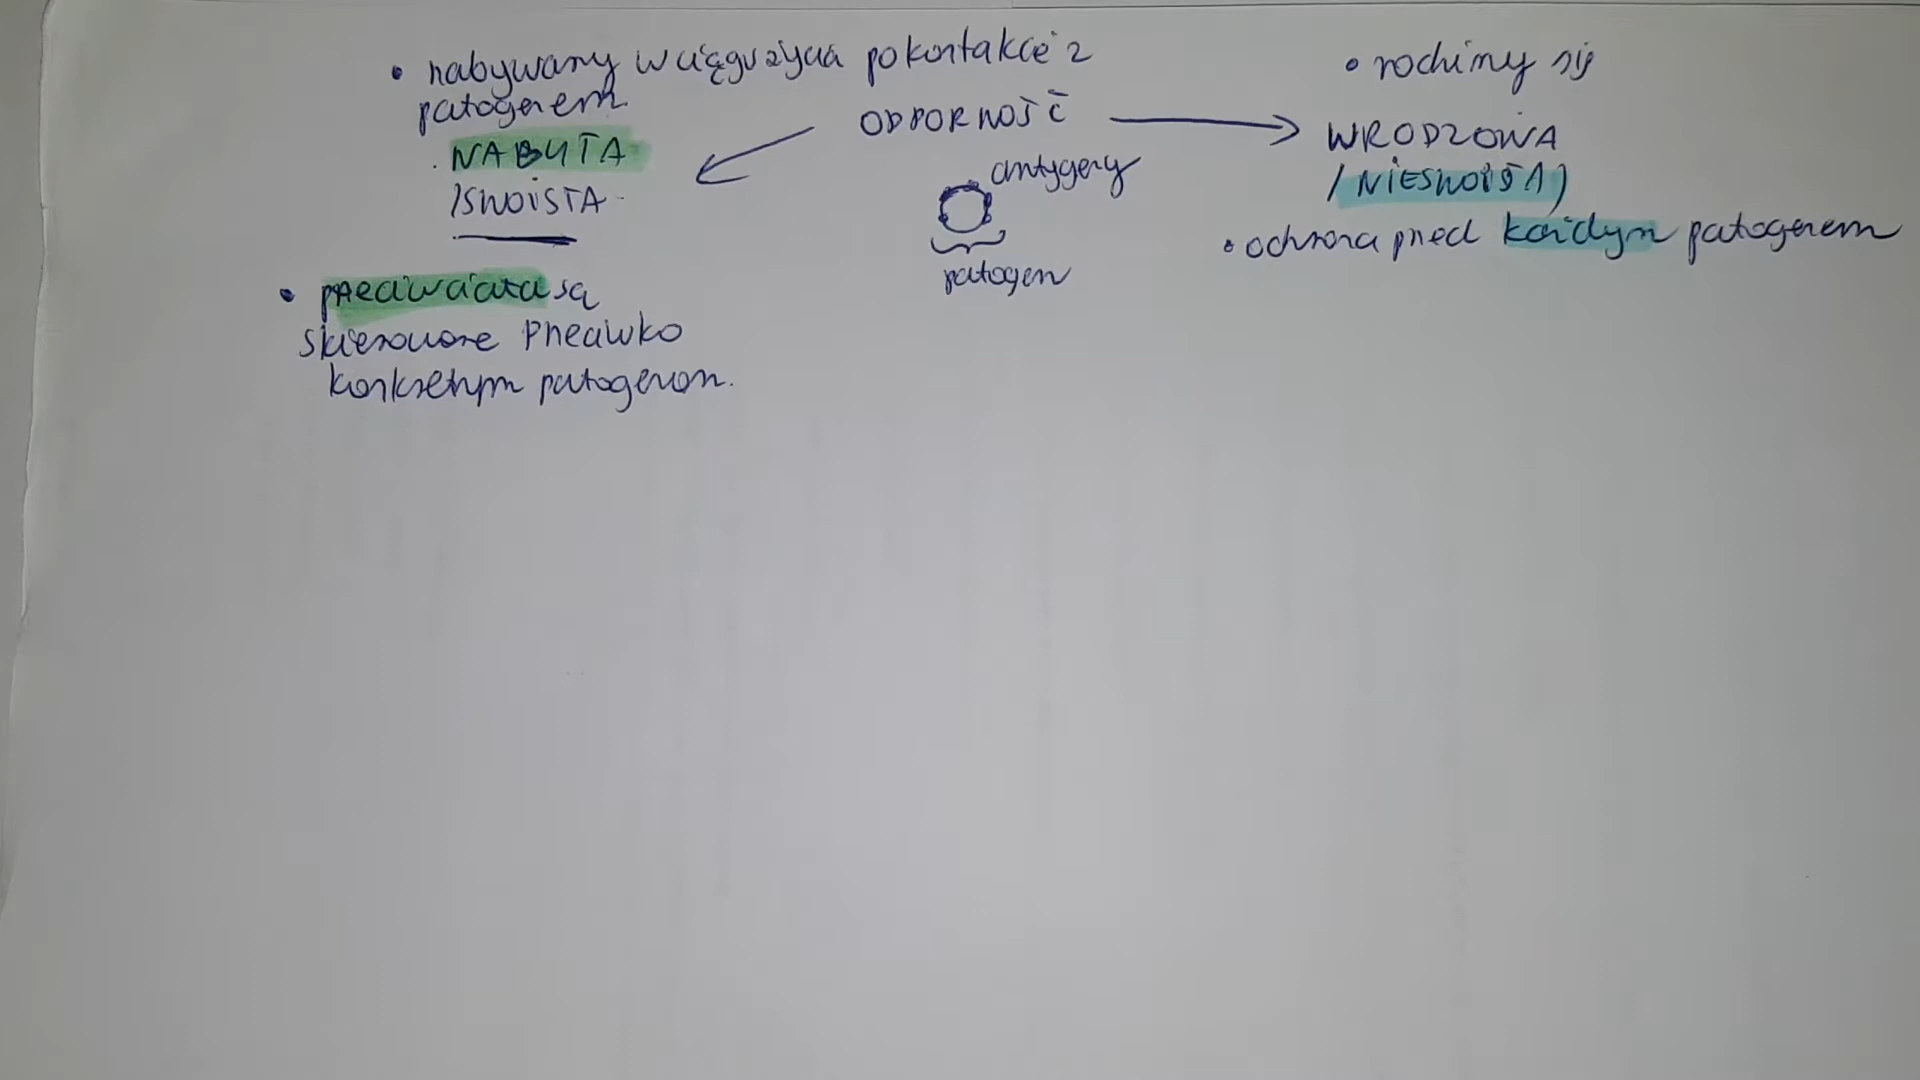 • nabywany w ciągu życia po kontakcie z
patogenem.
NABYTA
/SWOISTA
• przeciwciała są
skierowane przeciwko
konkretnym patogenom.
ODPORNOŚĆ
antygeny
patogen
• rodzimy się
WRODZONA
/NIESWOISTA)
• ochrona przed każdym patogenem